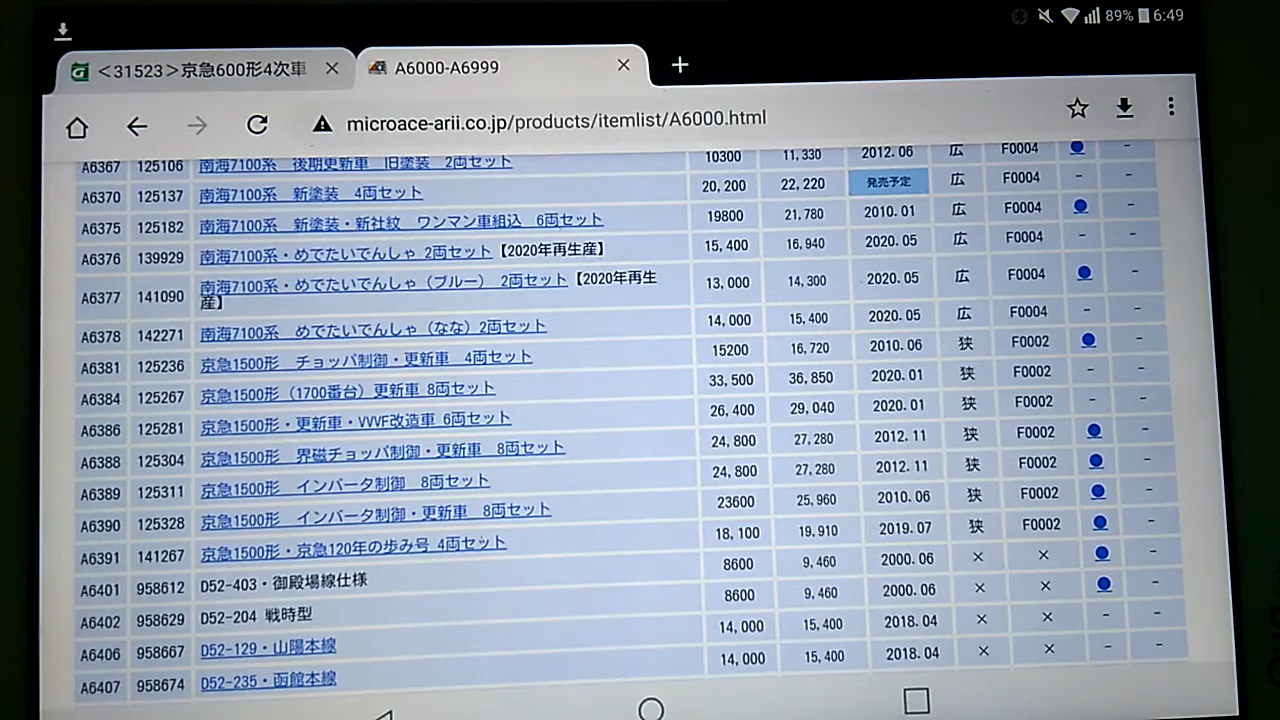 89% 6:49
<31523>京急600形4次車
A6000-A6999
microace-arii.co.jp/products/itemlist/A6000.html
A6367 125106 南海7100系 後期更新車 旧塗装 2両セット 10300 11,330 2012.06 広 F0004 ● -
A6370 125137 南海7100系 新塗装 4両セット 20,200 22,220 発売予定 広 F0004 - -
A6375 125182 南海7100系 新塗装・新社紋 ワンマン車組込 6両セット 19800 21,780 2010.01 広 F0004 ● -
A6376 139929 南海7100系・めでたいでんしゃ 2両セット【2020年再生産】 15,400 16,940 2020.05 広 F0004 - -
A6377 141090 南海7100系・めでたいでんしゃ（ブルー） 2両セット【2020年再生
産】 13,000 14,300 2020.05 広 F0004 ● -
A6378 142271 南海7100系 めでたいでんしゃ（なな）2両セット 14,000 15,400 2020.05 広 F0004 - -
A6381 125236 京急1500形 チョッパ制御・更新車 4両セット 15200 16,720 2010.06 狭 F0002 ● -
A6384 125267 京急1500形（1700番台）更新車 8両セット 33,500 36,850 2020.01 狭 F0002 - -
A6386 125281 京急1500形・更新車・VVVF改造車 6両セット 26,400 29,040 2020.01 狭 F0002 - -
A6388 125304 京急1500形 界磁チョッパ制御・更新車 8両セット 24,800 27,280 2012.11 狭 F0002 ● -
A6389 125311 京急1500形 インバータ制御 8両セット 24,800 27,280 2012.11 狭 F0002 ● -
A6390 125328 京急1500形 インバータ制御・更新車 8両セット 23600 25,960 2010.06 狭 F0002 ● -
A6391 141267 京急1500形・京急120年の歩み号 4両セット 18,100 19,910 2019.07 狭 F0002 ● -
A6401 958612 D52-403・御殿場線仕様 8600 9,460 2000.06 × × ● -
A6402 958629 D52-204 戦時型 8600 9,460 2000.06 × × ● -
A6406 958667 D52-129・山陽本線 14,000 15,400 2018.04 × × - -
A6407 958674 D52-235・函館本線 14,000 15,400 2018.04 × × - -